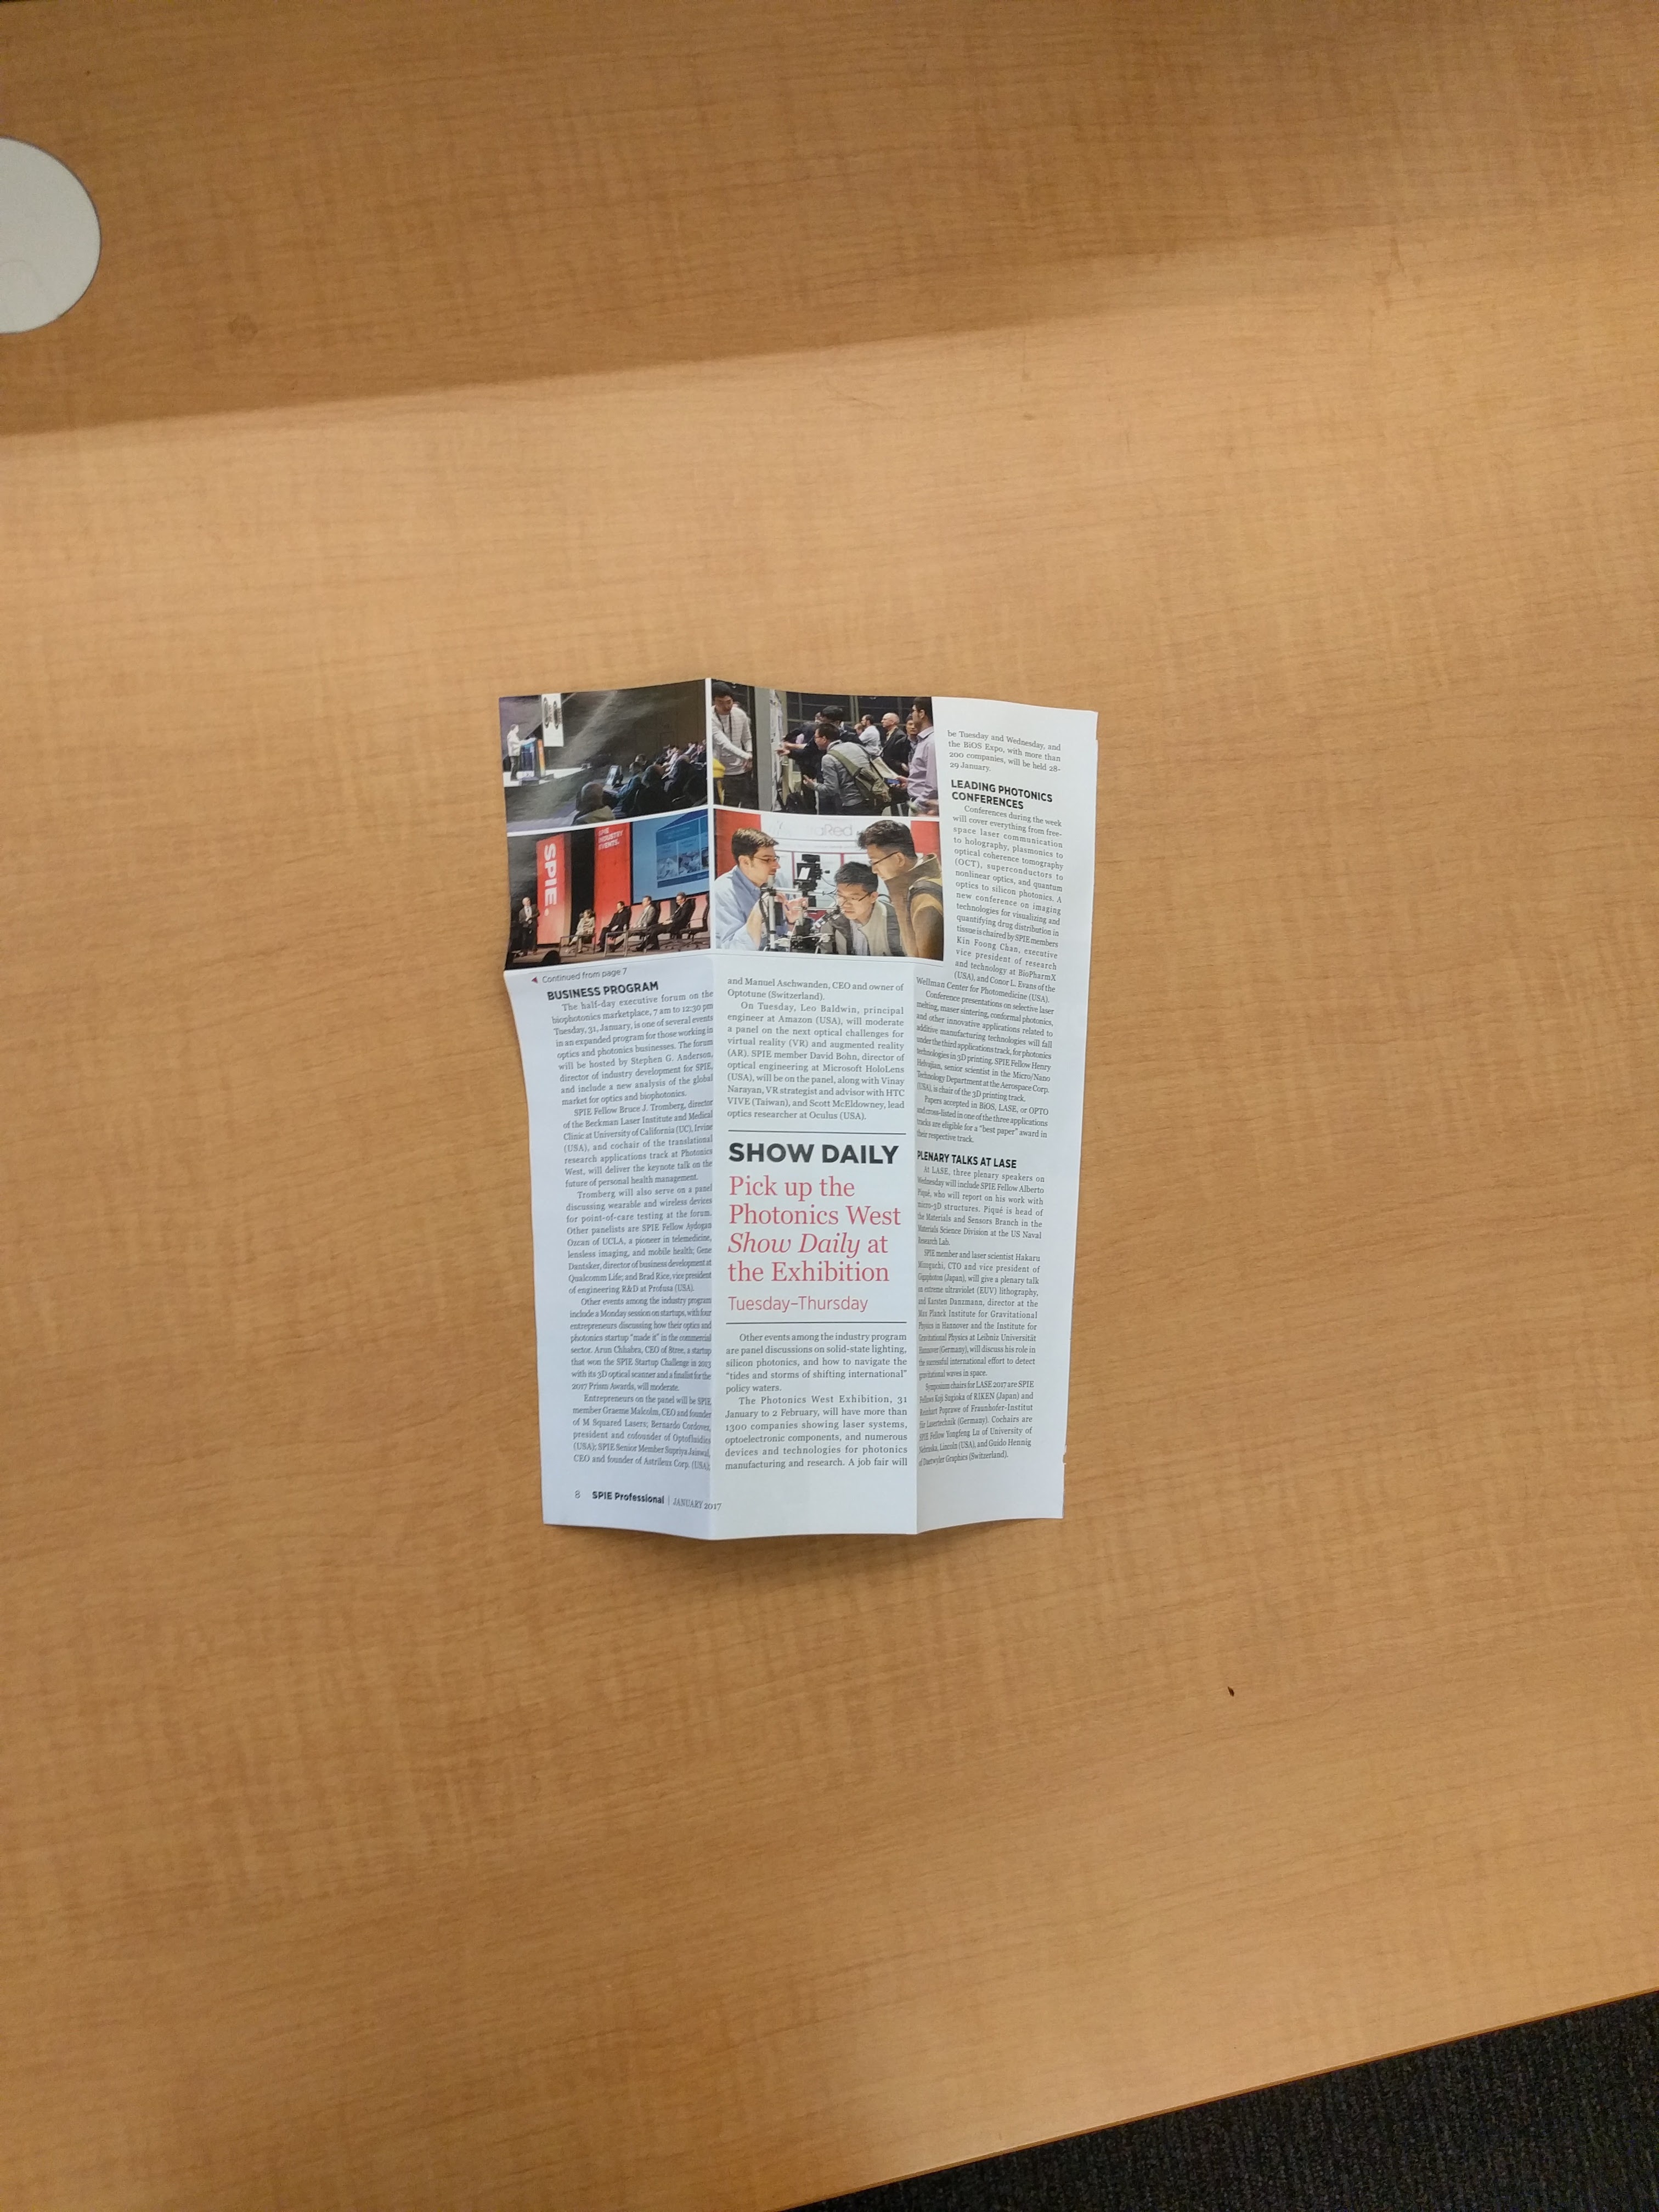 SPIE.
SPIE
INDUSTRY
EVENTS.
Continued from page 7
BUSINESS PROGRAM
The half-day executive forum on the
biophotonics marketplace, 7 am to 12:30 pm
Tuesday, 31, January, is one of several events
in an expanded program for those working in
optics and photonics businesses. The forum
will be hosted by Stephen G. Anderson,
director of industry development for SPIE,
and include a new analysis of the global
market for optics and biophotonics.
SPIE Fellow Bruce J. Tromberg, director
of the Beckman Laser Institute and Medical
Clinic at University of California (UC), Irvine
(USA), and cochair of the translational
research applications track at Photonics
West, will deliver the keynote talk on the
future of personal health management.
Tromberg will also serve on a panel
discussing wearable and wireless devices
for point-of-care testing at the forum.
Other panelists are SPIE Fellow Aydogan
Ozcan of UCLA, a pioneer in telemedicine,
lensless imaging, and mobile health; Gene
Dantsker, director of business development at
Qualcomm Life; and Brad Rice, vice president
of engineering R&D at Profusa (USA).
Other events among the industry program
include a Monday session on startups, with four
entrepreneurs discussing how their optics and
photonics startup "made it" in the commercial
sector. Arun Chhabra, CEO of 8tree, a startup
that won the SPIE Startup Challenge in 2013
with its 3D optical scanner and a finalist for the
2017 Prism Awards, will moderate.
Entrepreneurs on the panel will be SPIE
member Graeme Malcolm, CEO and founder
of M Squared Lasers; Bernardo Cordovez,
president and cofounder of Optofluidics
(USA); SPIE Senior Member Supriya Jaiswal,
CEO and founder of Astrileux Corp. (USA);
and Manuel Aschwanden, CEO and owner of
Optotune (Switzerland).
On Tuesday, Leo Baldwin, principal
engineer at Amazon (USA), will moderate
a panel on the next optical challenges for
virtual reality (VR) and augmented reality
(AR). SPIE member David Bohn, director of
optical engineering at Microsoft HoloLens
(USA), will be on the panel, along with Vinay
Narayan, VR strategist and advisor with HTC
VIVE (Taiwan), and Scott McEldowney, lead
optics researcher at Oculus (USA).
SHOW DAILY
Pick up the
Photonics West
Show Daily at
the Exhibition
Tuesday–Thursday
Other events among the industry program
are panel discussions on solid-state lighting,
silicon photonics, and how to navigate the
"tides and storms of shifting international"
policy waters.
The Photonics West Exhibition, 31
January to 2 February, will have more than
1300 companies showing laser systems,
optoelectronic components, and numerous
devices and technologies for photonics
manufacturing and research. A job fair will
be Tuesday and Wednesday, and
the BiOS Expo, with more than
200 companies, will be held 28-
29 January.
LEADING PHOTONICS
CONFERENCES
Conferences during the week
will cover everything from free-
space laser communication
to holography, plasmonics to
optical coherence tomography
(OCT), superconductors to
nonlinear optics, and quantum
optics to silicon photonics. A
new conference on imaging
technologies for visualizing and
quantifying drug distribution in
tissue is chaired by SPIE members
Kin Foong Chan, executive
vice president of research
and technology at BioPharmX
(USA), and Conor L. Evans of the
Wellman Center for Photomedicine (USA).
Conference presentations on selective laser
melting, maser sintering, conformal photonics,
and other innovative applications related to
additive manufacturing technologies will fall
under the third applications track, for photonics
technologies in 3D printing. SPIE Fellow Henry
Helvajian, senior scientist in the Micro/Nano
Technology Department at the Aerospace Corp.
(USA), is chair of the 3D printing track.
Papers accepted in BiOS, LASE, or OPTO
and cross-listed in one of the three applications
tracks are eligible for a "best paper" award in
their respective track.
PLENARY TALKS AT LASE
At LASE, three plenary speakers on
Wednesday will include SPIE Fellow Alberto
Piqué, who will report on his work with
micro-3D structures. Piqué is head of
the Materials and Sensors Branch in the
Materials Science Division at the US Naval
Research Lab.
SPIE member and laser scientist Hakaru
Mizoguchi, CTO and vice president of
Gigaphoton (Japan), will give a plenary talk
on extreme ultraviolet (EUV) lithography,
and Karsten Danzmann, director at the
Max Planck Institute for Gravitational
Physics in Hannover and the Institute for
Gravitational Physics at Leibniz Universität
Hannover (Germany), will discuss his role in
the successful international effort to detect
gravitational waves in space.
Symposium chairs for LASE 2017 are SPIE
Fellows Koji Sugioka of RIKEN (Japan) and
Reinhart Poprawe of Fraunhofer-Institut
für Lasertechnik (Germany). Cochairs are
SPIE Fellow Yongfeng Lu of University of
Nebraska, Lincoln (USA), and Guido Hennig
of Daetwyler Graphics (Switzerland).
8 SPIE Professional | JANUARY 2017